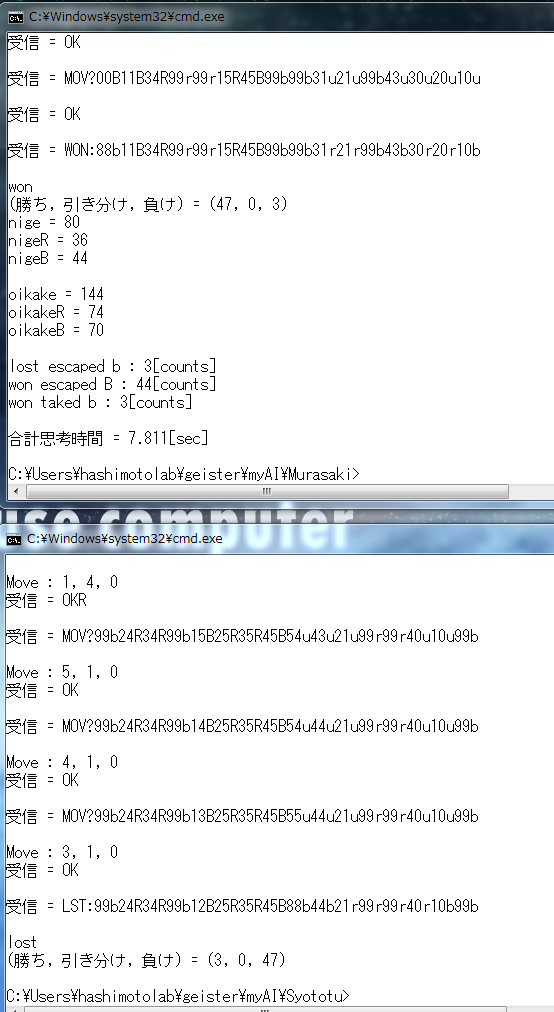 C:¥Windows¥system32¥cmd.exe
受信 = OK
受信 = MOV?00B11B34R99r99r15R45B99b99b31u21u99b43u30u20u10u
受信 = OK
受信 = WON:88b11B34R99r99r15R45B99b99b31r21r99b43b30r20r10b
won
(勝ち, 引き分け, 負け) = (47, 0, 3)
nige = 80
nigeR = 36
nigeB = 44
oikake = 144
oikakeR = 74
oikakeB = 70
lost escaped b : 3[counts]
won escaped B : 44[counts]
won taked b : 3[counts]
合計思考時間 = 7.811[sec]
C:¥Users¥hashimotolab¥geister¥myAI¥Murasaki>
use computer
C:¥Windows¥system32¥cmd.exe
Move : 1, 4, 0
受信 = OKR
受信 = MOV?99b24R34R99b15B25R35R45B54u43u21u99r99r40u10u99b
Move : 5, 1, 0
受信 = OK
受信 = MOV?99b24R34R99b14B25R35R45B54u44u21u99r99r40u10u99b
Move : 4, 1, 0
受信 = OK
受信 = MOV?99b24R34R99b13B25R35R45B55u44u21u99r99r40u10u99b
Move : 3, 1, 0
受信 = OK
受信 = LST:99b24R34R99b12B25R35R45B88b44b21r99r99r40r10b99b
lost
(勝ち, 引き分け, 負け) = (3, 0, 47)
C:¥Users¥hashimotolab¥geister¥myAI¥Syototu>